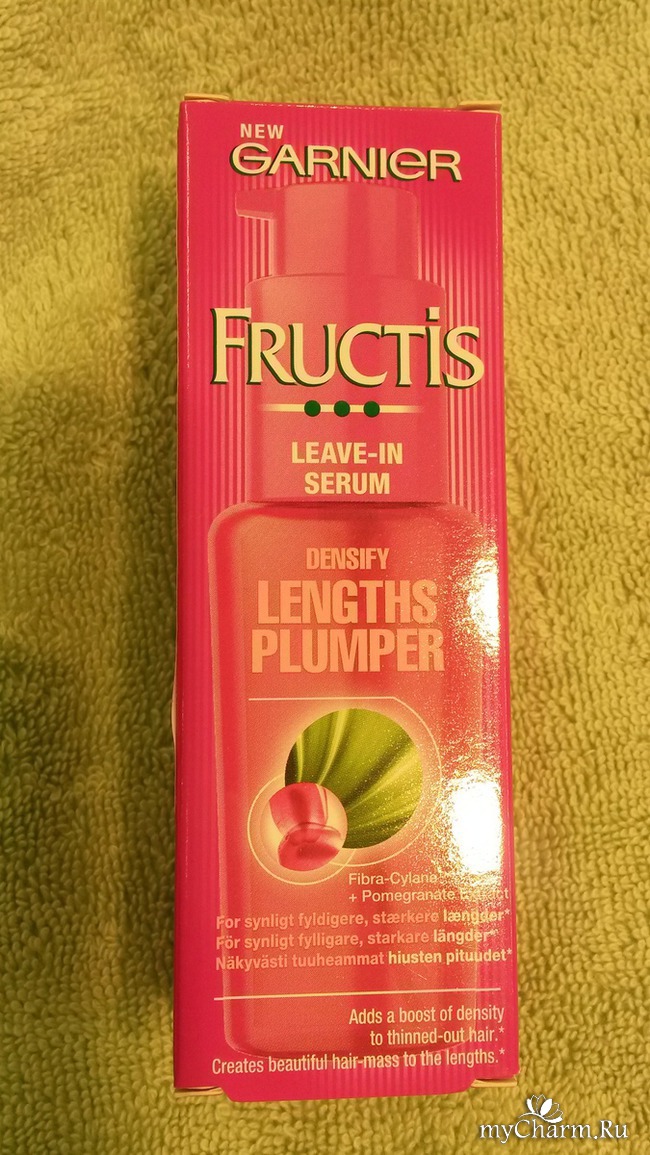 NEW
GARNIER
FRUCTIS
LEAVE-IN
SERUM
DENSIFY
LENGTHS
PLUMPER
Fibra-Cylane
+ Pomegranate Extract
For synligt fyldigere, stærkere længder*
För synligt fylligare, starkare längder*
Näkyvästi tuuheammat hiusten pituudet*
Adds a boost of density
to thinned-out hair.*
Creates beautiful hair-mass to the lengths.*
myCharm.Ru